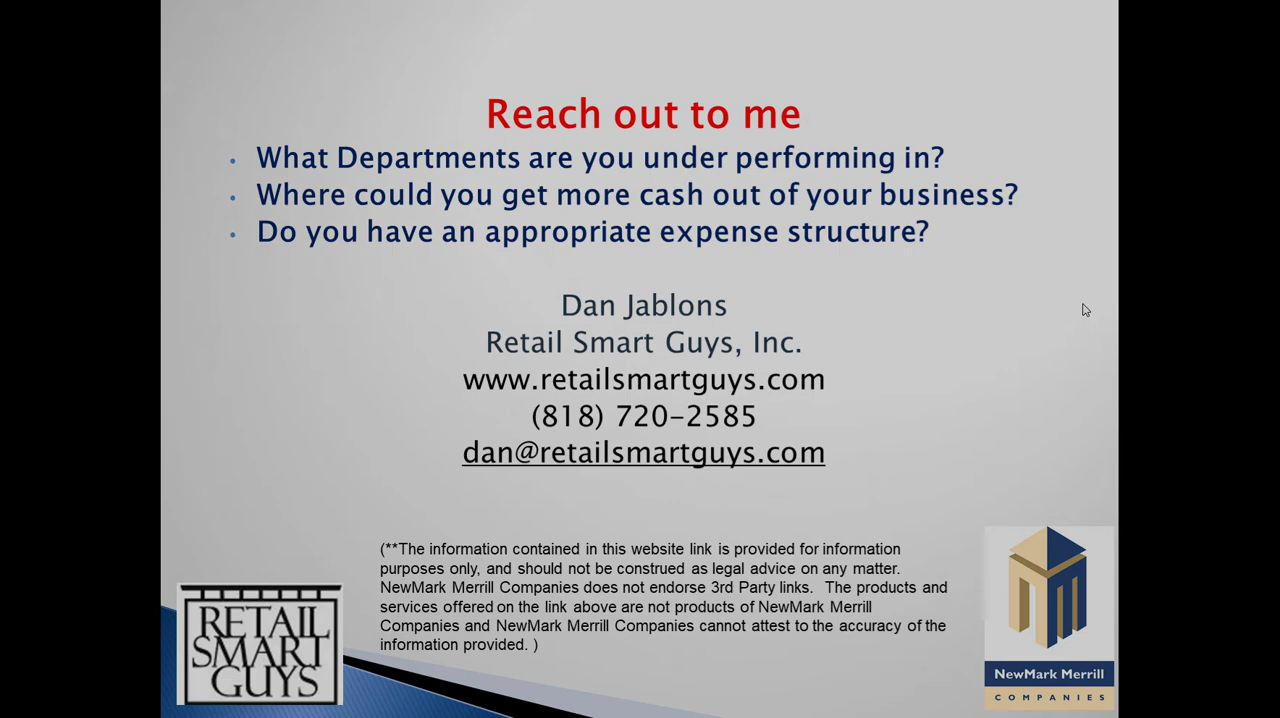 Reach out to me
• What Departments are you under performing in?
• Where could you get more cash out of your business?
• Do you have an appropriate expense structure?
Dan Jablons
Retail Smart Guys, Inc.
www.retailsmartguys.com
(818) 720-2585
dan@retailsmartguys.com
(**The information contained in this website link is provided for information
purposes only, and should not be construed as legal advice on any matter.
NewMark Merrill Companies does not endorse 3rd Party links.  The products and
services offered on the link above are not products of NewMark Merrill
Companies and NewMark Merrill Companies cannot attest to the accuracy of the
information provided. )
RETAIL
SMART
GUYS
NewMark Merrill
COMPANIES